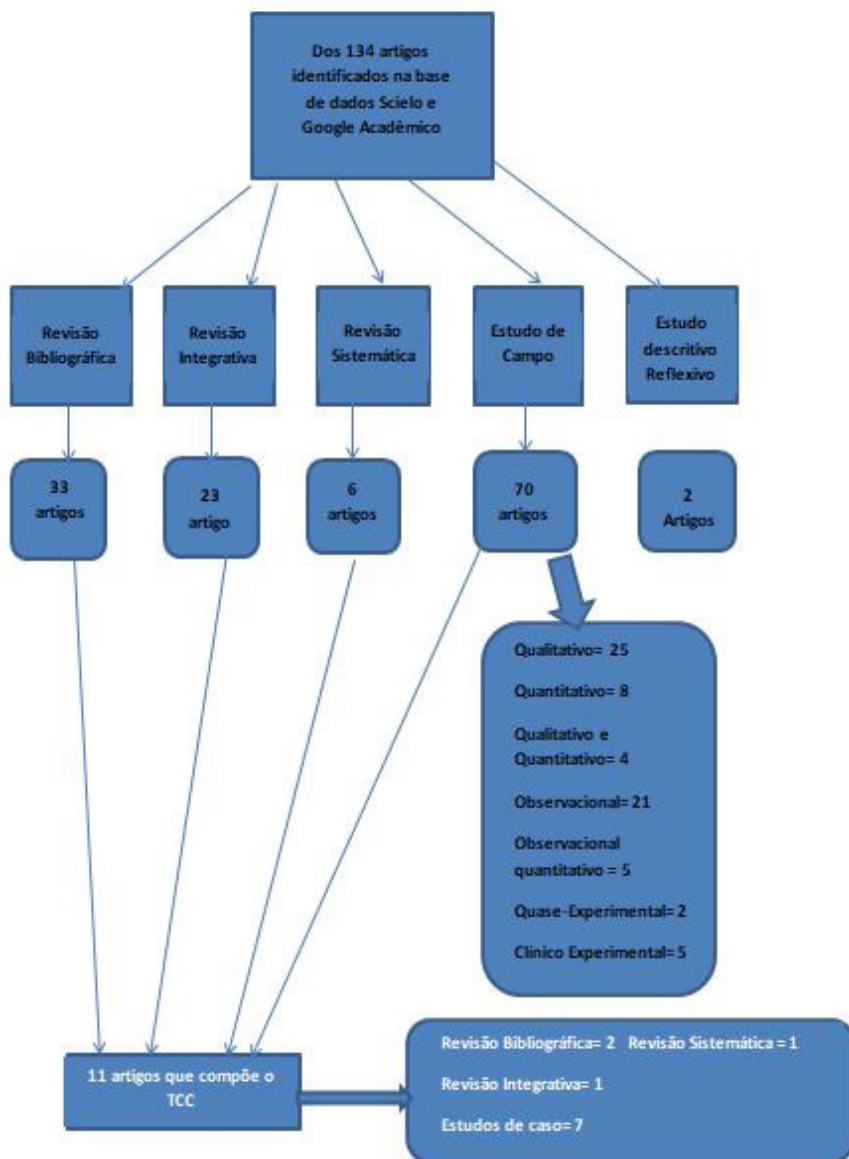 Dos 134 artigos
identificados na base
de dados Scielo e
Google Acadêmico
Revisão
Bibliográfica
Revisão
Integrativa
Revisão
Sistemática
Estudo de
Campo
Estudo
descritivo
Reflexivo
33
artigos
23
artigo
6
artigos
70
artigos
2
Artigos
Qualitativo= 25
Quantitativo= 8
Qualitativo e
Quantitativo= 4
Observacional= 21
Observacional
quantitativo = 5
Quase-Experimental= 2
Clínico Experimental= 5
11 artigos que compõe o
TCC
Revisão Bibliográfica= 2 Revisão Sistemática = 1
Revisão Integrativa= 1
Estudos de caso= 7